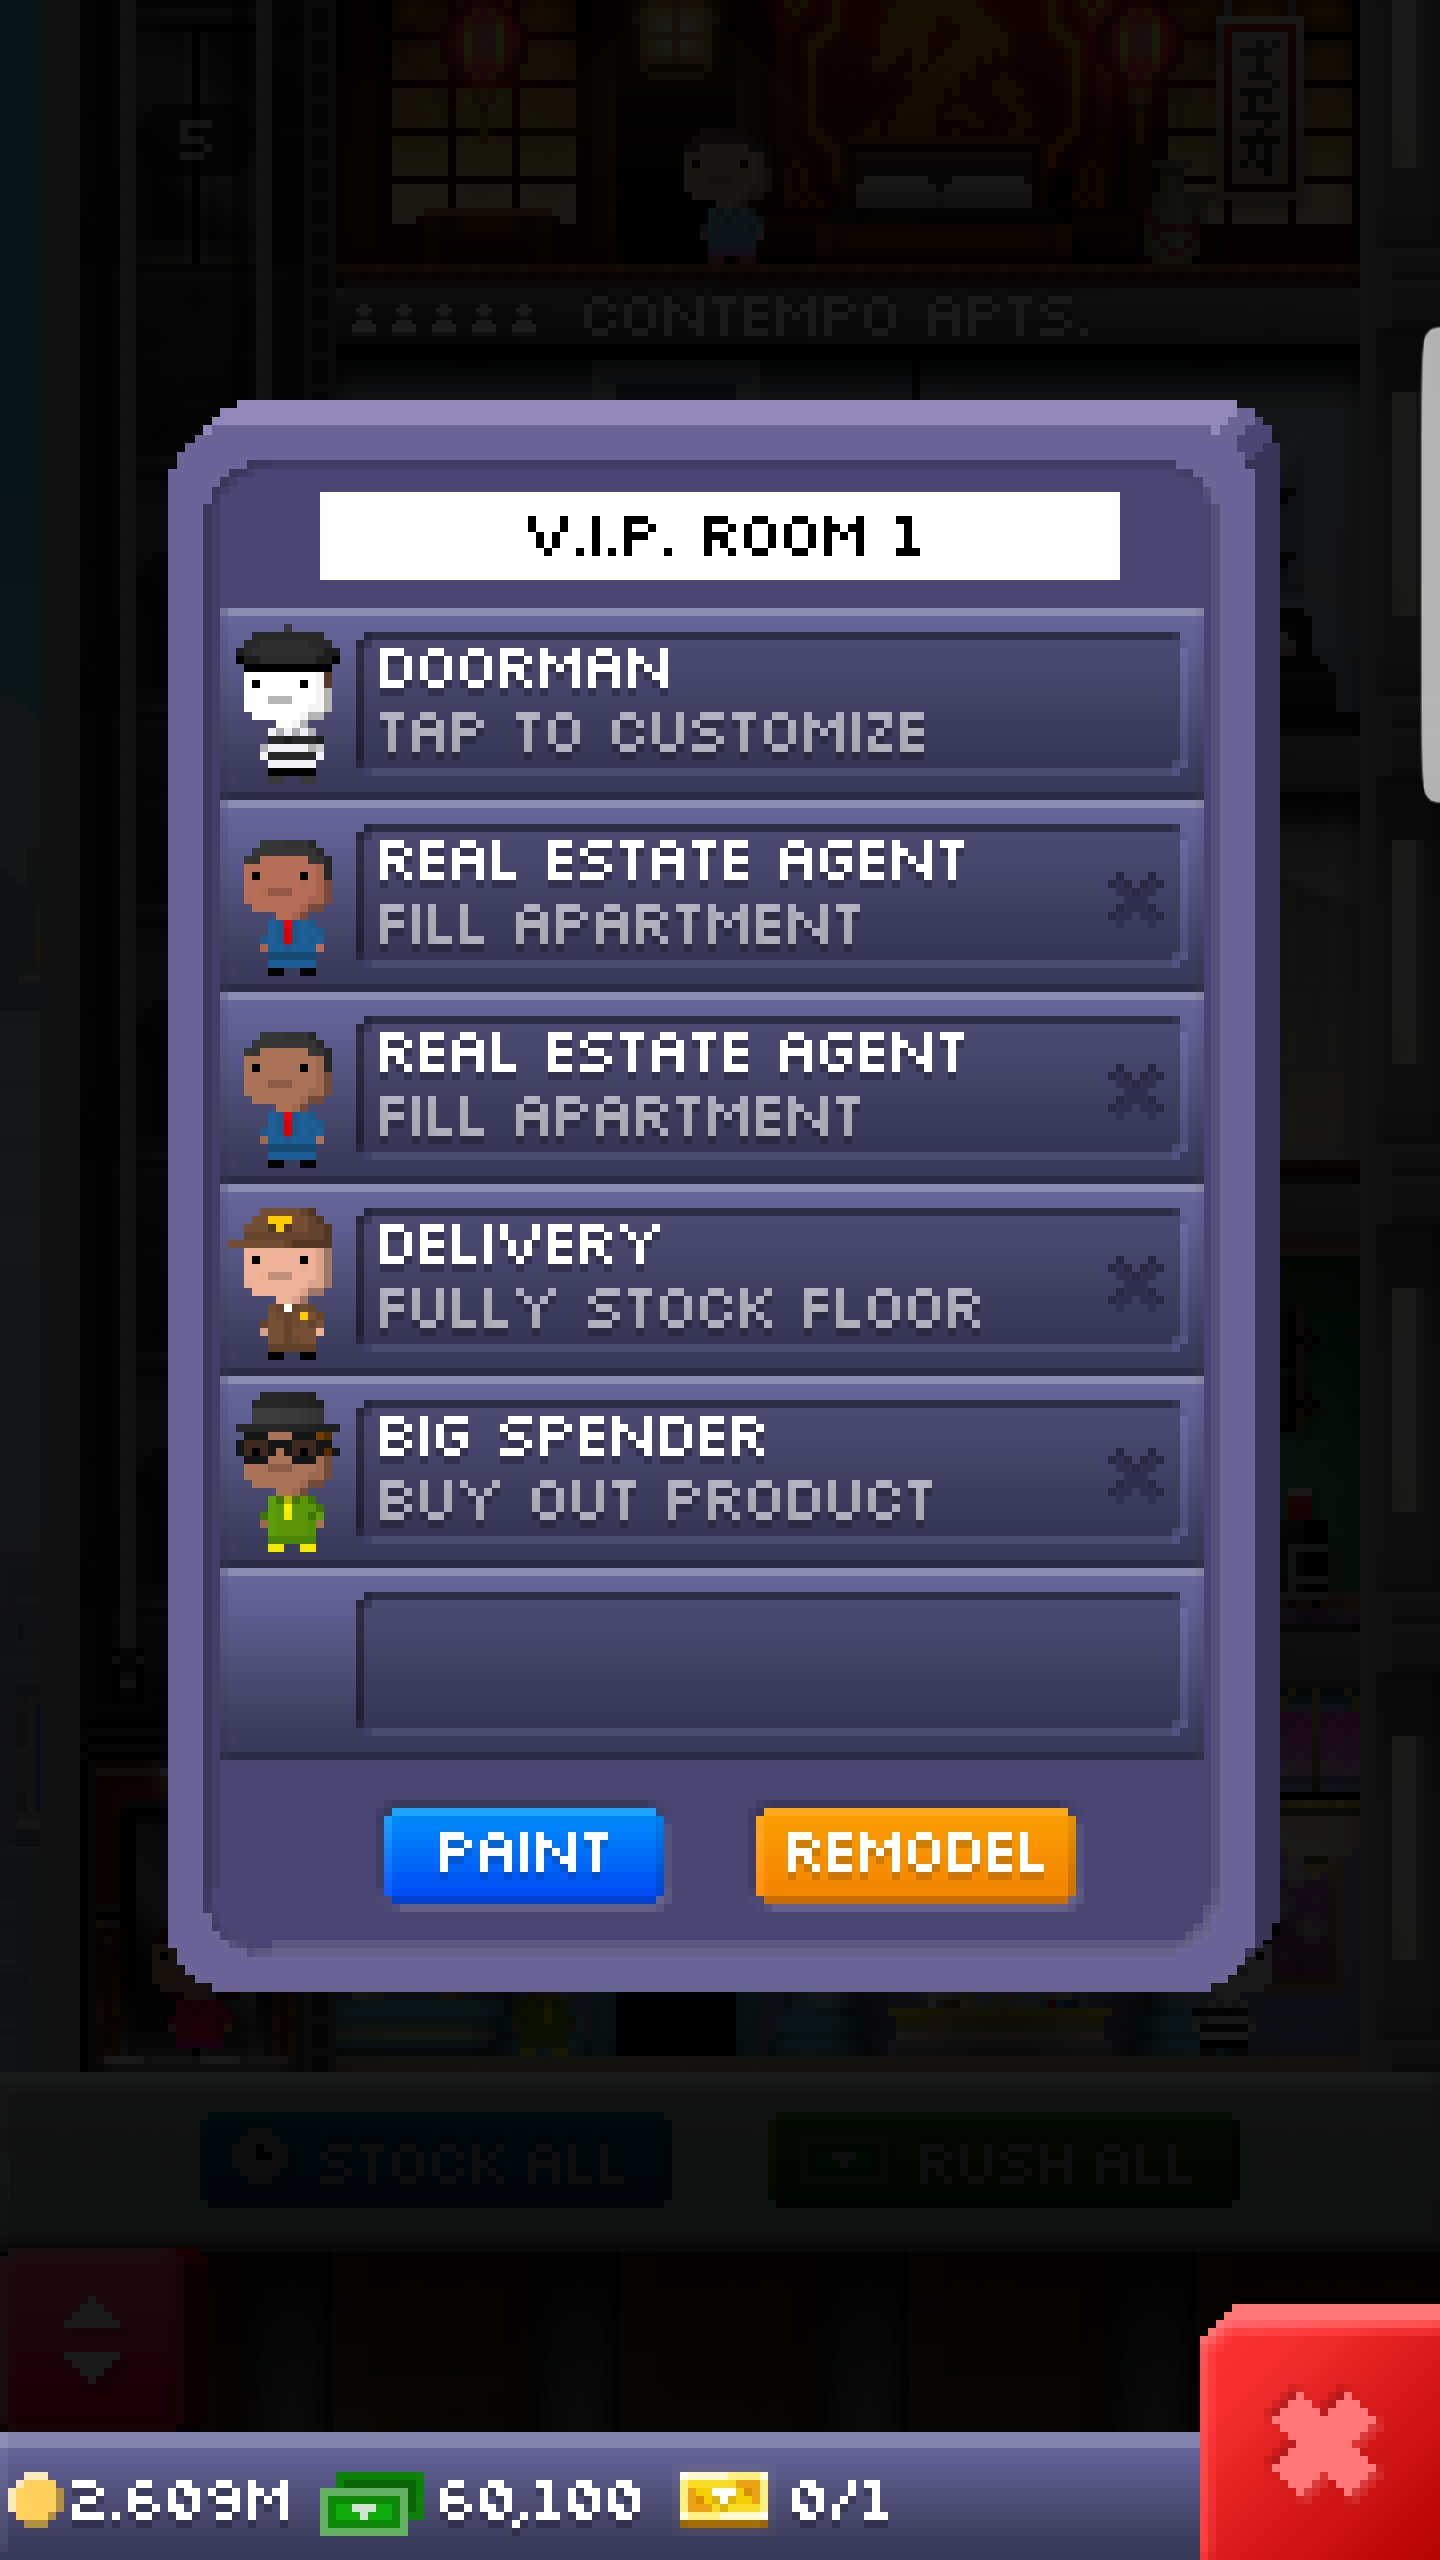 5
CONTEMPO APTS.
V.I.P. ROOM 1
DOORMAN
TAP TO CUSTOMIZE
REAL ESTATE AGENT
FILL APARTMENT
REAL ESTATE AGENT
FILL APARTMENT
DELIVERY
FULLY STOCK FLOOR
BIG SPENDER
BUY OUT PRODUCT
PAINT REMODEL
STOCK ALL RUSH ALL
2.609M 60,100 0/1